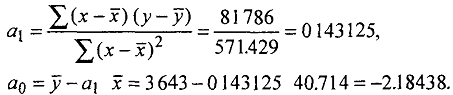 a₁ = ∑(x−x̄)(y−ȳ) / ∑(x−x̄)² = 81 786 / 571.429 = 0 143125,
a₀ = ȳ − a₁ x̄ = 3 643 − 0 143125 40.714 = −2.18438.